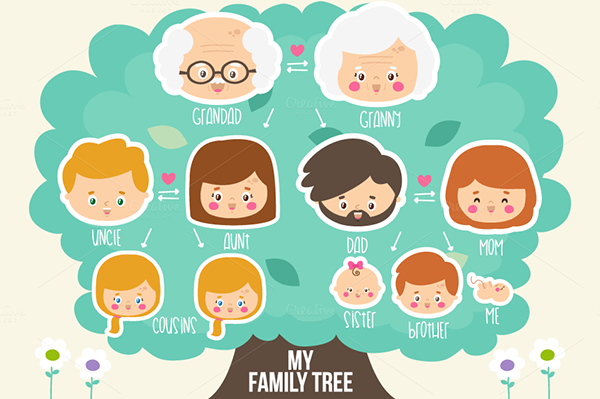 GRANDAD
GRANNY
UNCLE
AUNT
DAD
MOM
COUSINS
SISTER
BROTHER
ME
MY
FAMILY TREE